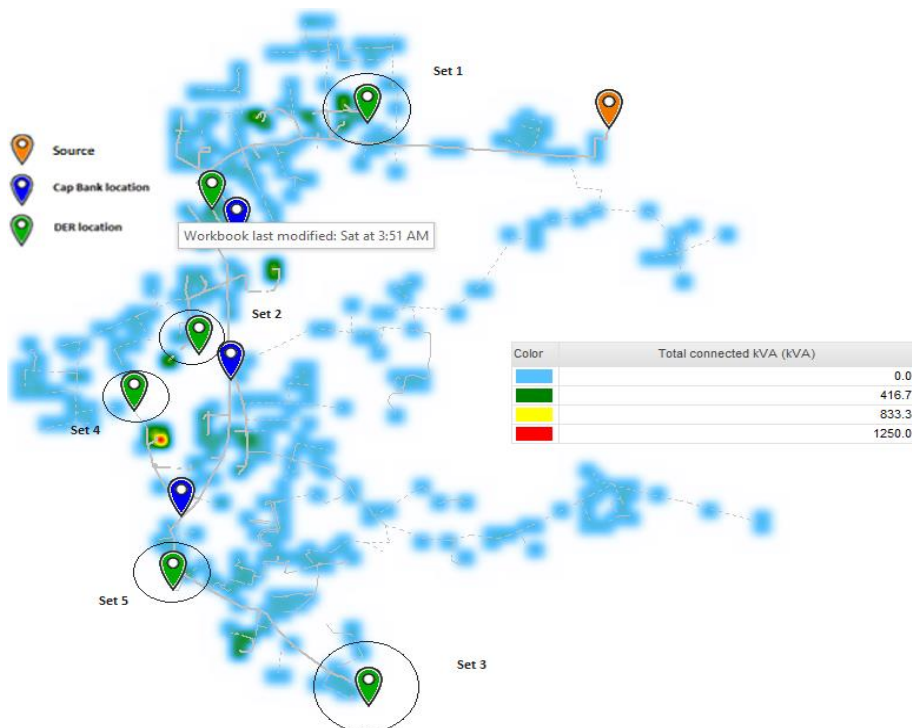 Set 1
Source
Cap Bank location
DER location
Workbook last modified: Sat at 3:51 AM
Set 2
Color Total connected kVA (kVA)
0.0
416.7
833.3
1250.0
Set 4
Set 5
Set 3